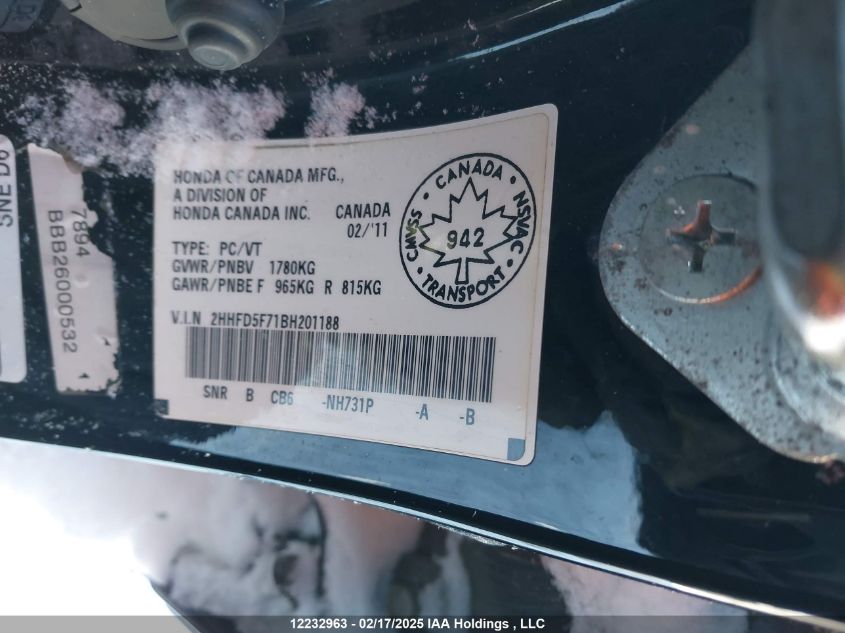 HONDA OF CANADA MFG.,
A DIVISION OF
HONDA CANADA INC. CANADA
02/'11
TYPE: PC/VT
GVWR/PNBV 1780KG
GAWR/PNBE F 965KG R 815KG
V.I.N 2HHFD5F71BH201188
SNR B CB6 -NH731P -A -B
CANADA • NSVAC • TRANSPORT • CMVSS •
942
7894
BBB26000532
SNE
12232963 - 02/17/2025 IAA Holdings , LLC